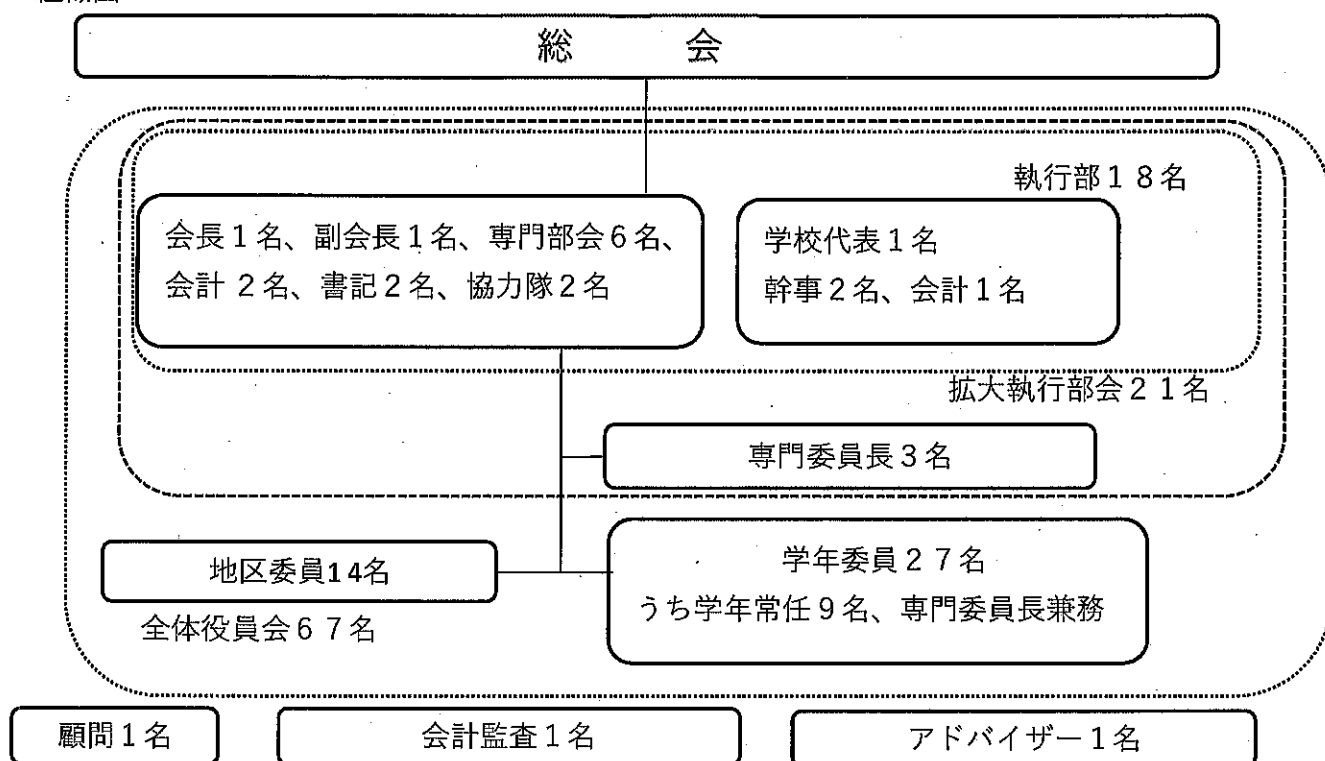 総　会
執行部１８名
会長１名、副会長１名、専門部会６名、
会計 ２名、書記２名、協力隊２名
学校代表１名
幹事２名、会計１名
拡大執行部会２１名
専門委員長３名
地区委員14名
学年委員２７名
うち学年常任９名、専門委員長兼務
全体役員会６７名
顧問１名
会計監査１名
アドバイザー１名